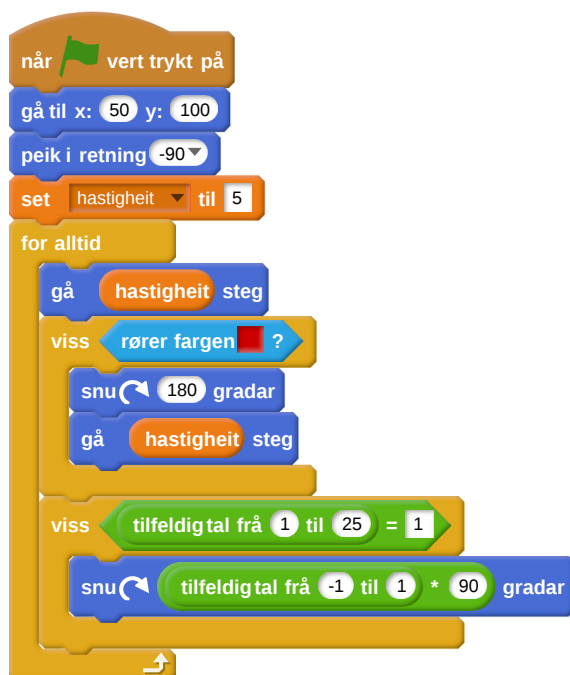 når vert trykt på
gå til x: 50 y: 100
peik i retning -90
set hastigheit til 5
for alltid
gå hastigheit steg
viss rører fargen ?
snu 180 gradar
gå hastigheit steg
viss tilfeldig tal frå 1 til 25 = 1
snu tilfeldig tal frå -1 til 1 * 90 gradar